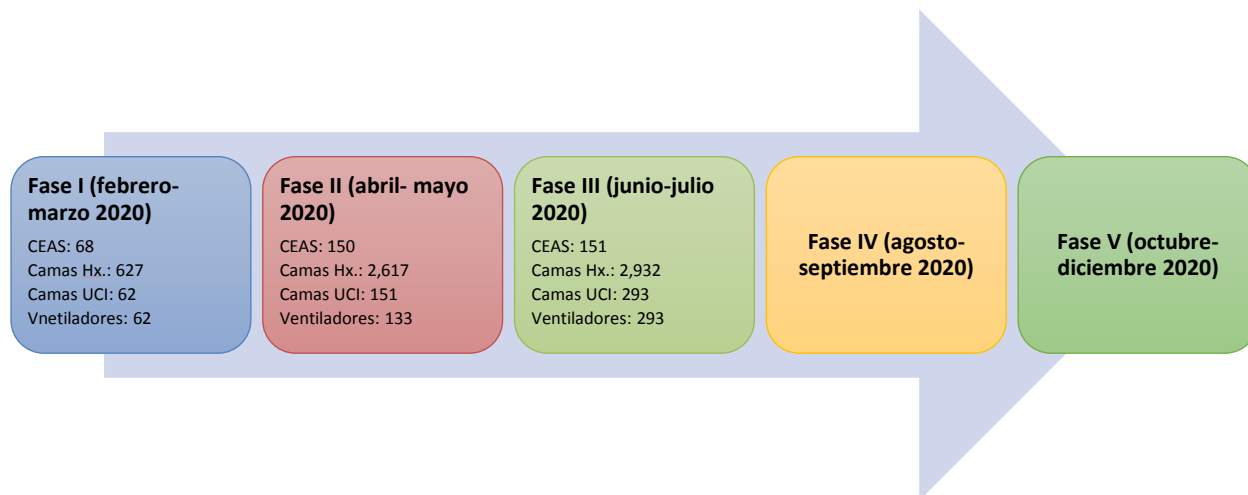 Fase I (febrero-
marzo 2020)
CEAS: 68
Camas Hx.: 627
Camas UCI: 62
Vnetiladores: 62
Fase II (abril- mayo
2020)
CEAS: 150
Camas Hx.: 2,617
Camas UCI: 151
Ventiladores: 133
Fase III (junio-julio
2020)
CEAS: 151
Camas Hx.: 2,932
Camas UCI: 293
Ventiladores: 293
Fase IV (agosto-
septiembre 2020)
Fase V (octubre-
diciembre 2020)